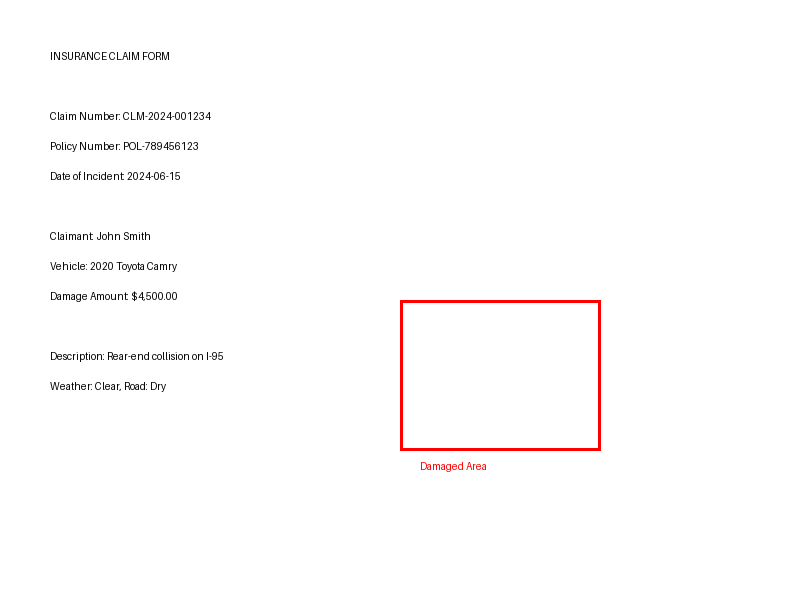 INSURANCE CLAIM FORM
Claim Number: CLM-2024-001234
Policy Number: POL-789456123
Date of Incident: 2024-06-15
Claimant: John Smith
Vehicle: 2020 Toyota Camry
Damage Amount: $4,500.00
Description: Rear-end collision on I-95
Weather: Clear, Road: Dry
Damaged Area